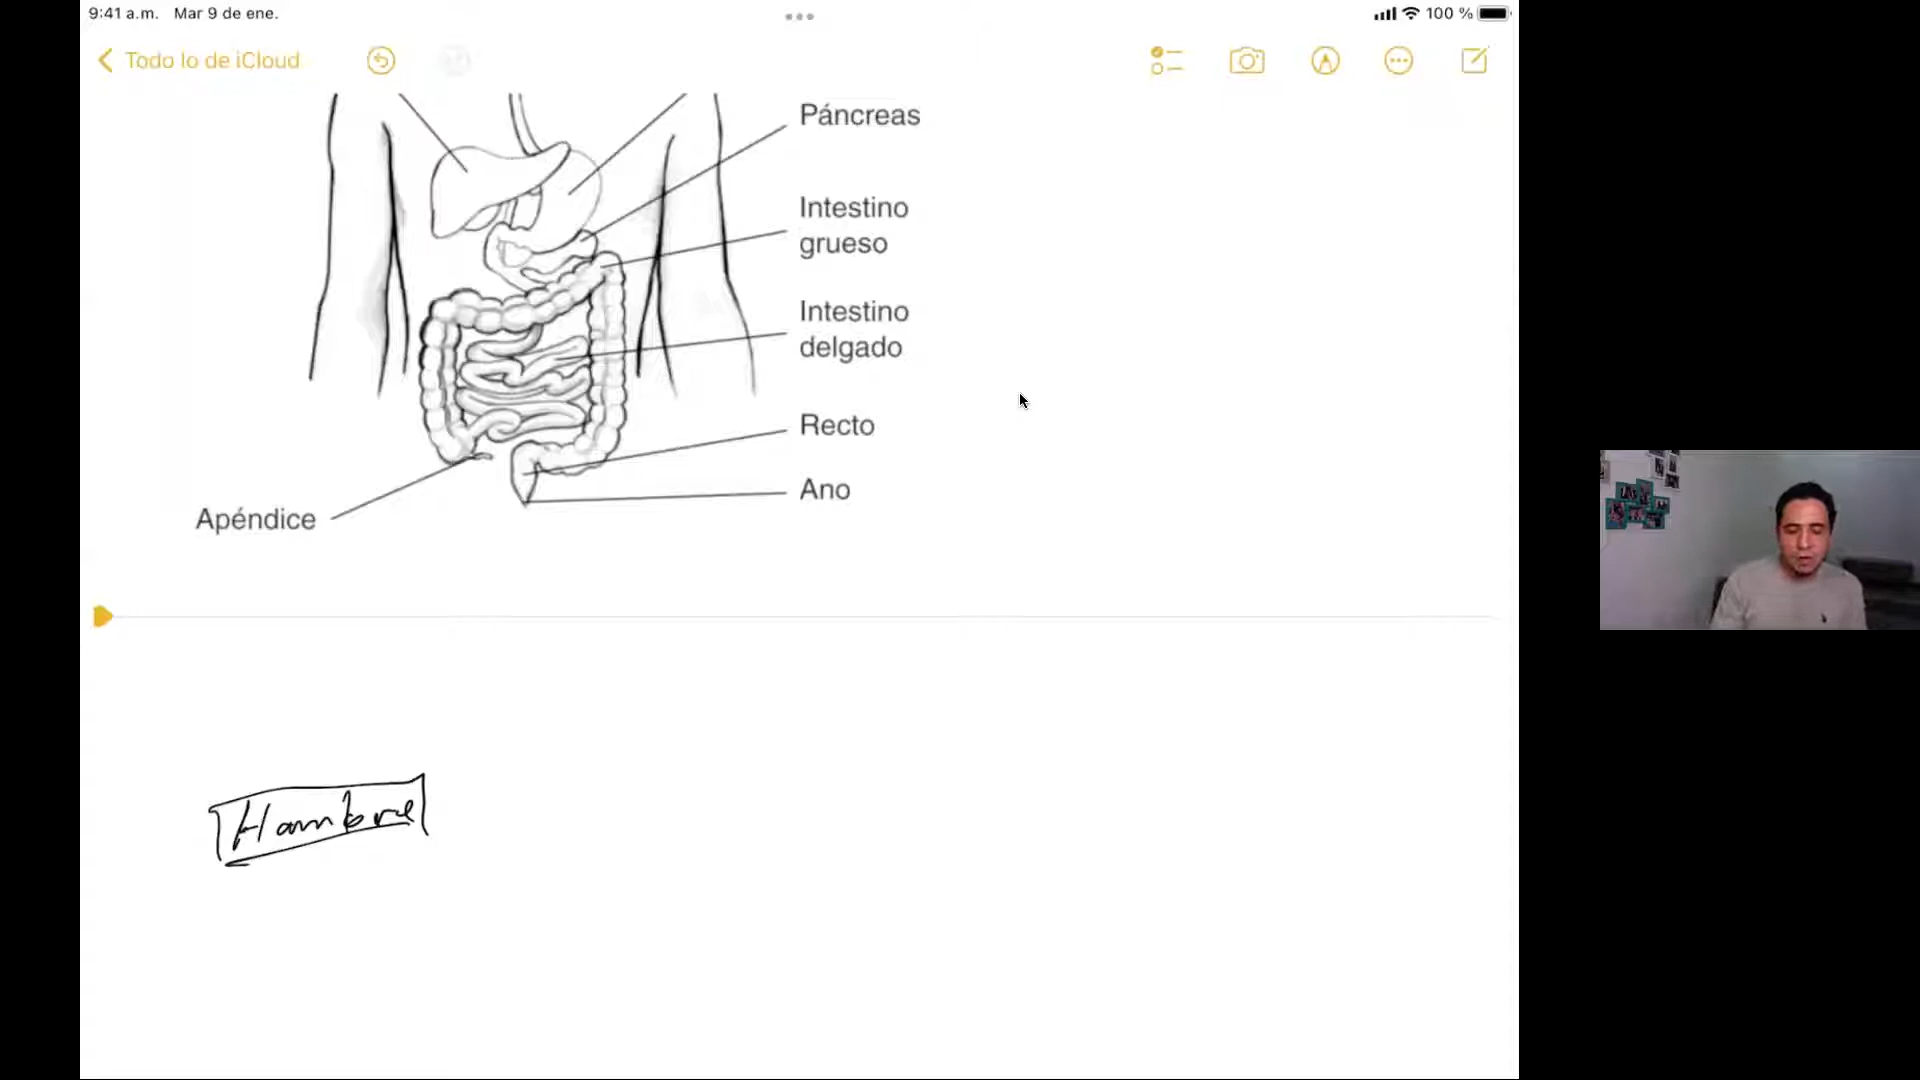 9:41 a.m. Mar 9 de ene.
100 %
Todo lo de iCloud
Páncreas
Intestino
grueso
Intestino
delgado
Recto
Ano
Apéndice
Hambre